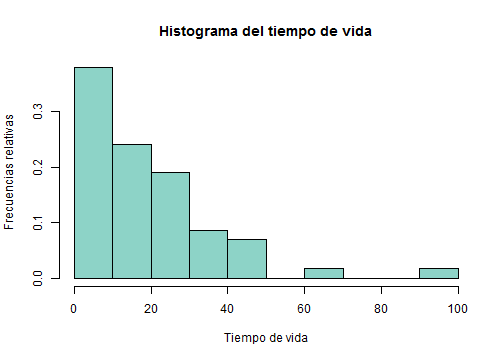 Histograma del tiempo de vida
Frecuencias relativas
0.3
0.2
0.1
0.0
0 20 40 60 80 100
Tiempo de vida